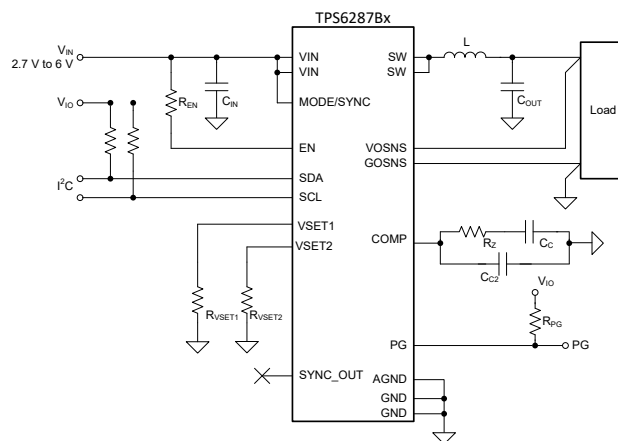 TPS6287Bx
VIN
2.7 V to 6 V
VIN
VIN
SW
SW
L
REN
CIN
COUT
Load
VIO
MODE/SYNC
EN
VOSNS
GOSNS
SDA
I²C
SCL
VSET1
VSET2
COMP
RZ
CC
CC2
RVSET1
RVSET2
VIO
RPG
PG
PG
SYNC_OUT
AGND
GND
GND